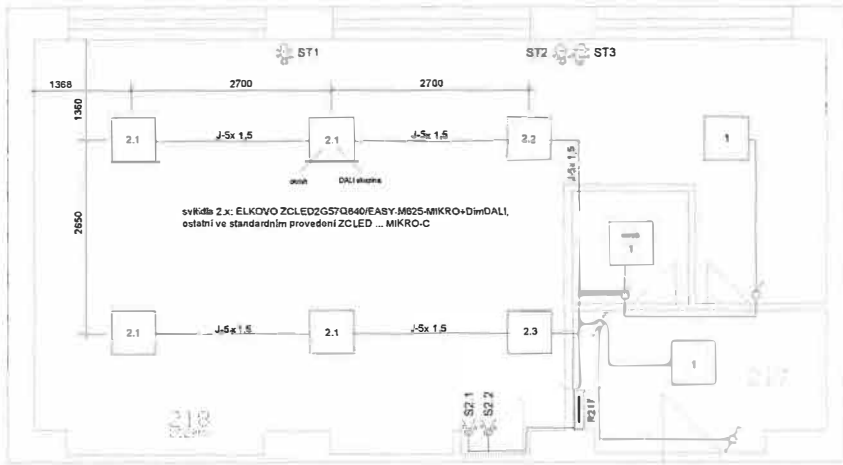 ST1
ST2
ST3
1368
2700
2700
1360
2.1
J-5x 1,5
2.1
J-5x 1,5
2.2
1
J-5x 1,5
okruh
DALI skupina
svítidla 2.x: ELKOVO ZCLED2G57Q840/EASY-M625-MIKRO+DimDALI,
ostatní ve standardním provedení ZCLED ... MIKRO-C
2650
1
2.1
J-5x 1,5
2.1
J-5x 1,5
2.3
1
217
R217
S2.1
S2.2
218